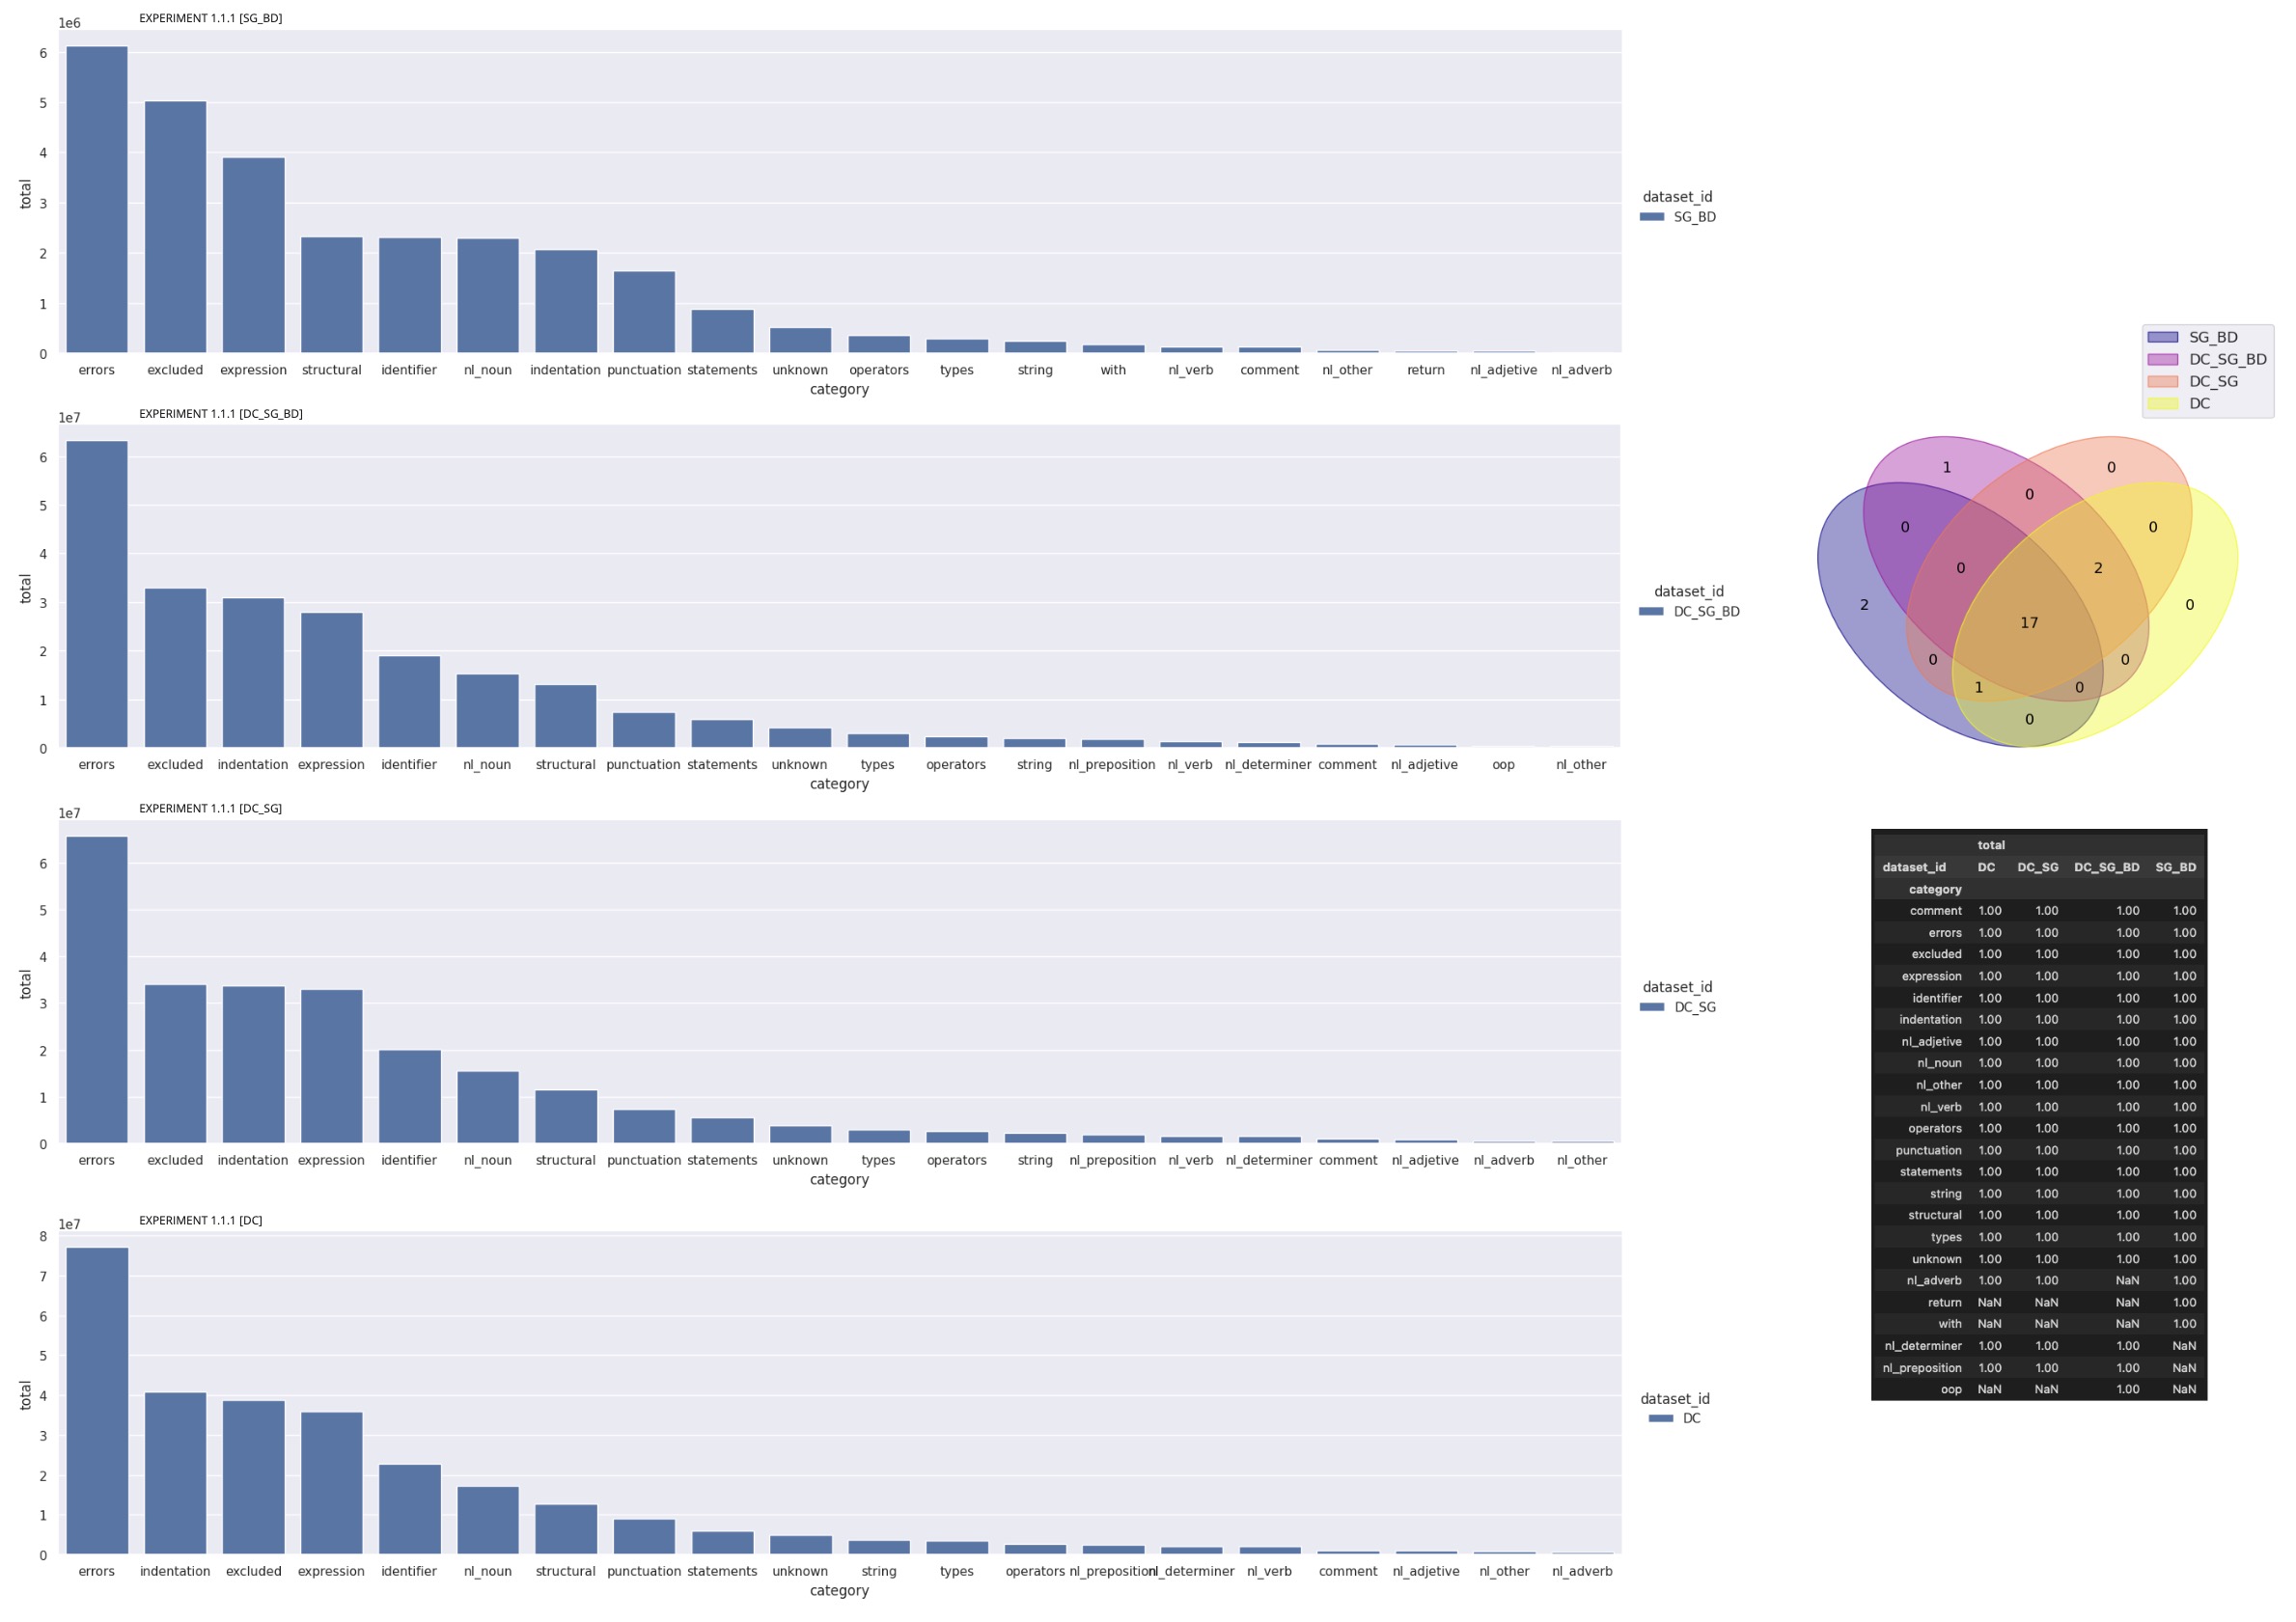 EXPERIMENT 1.1.1 [SG_BD]
1e6
6
5
4
3
2
1
0
total
errors excluded expression structural identifier nl_noun indentation punctuation statements unknown operators types string with nl_verb comment nl_other return nl_adjetive nl_adverb
category
dataset_id
SG_BD
EXPERIMENT 1.1.1 [DC_SG_BD]
1e7
6
5
4
3
2
1
0
total
errors excluded indentation expression identifier nl_noun structural punctuation statements unknown types operators string nl_preposition nl_verb nl_determiner comment nl_adjetive oop nl_other
category
dataset_id
DC_SG_BD
EXPERIMENT 1.1.1 [DC_SG]
1e7
6
5
4
3
2
1
0
total
errors excluded indentation expression identifier nl_noun structural punctuation statements unknown types operators string nl_preposition nl_verb nl_determiner comment nl_adjetive nl_adverb nl_other
category
dataset_id
DC_SG
EXPERIMENT 1.1.1 [DC]
1e7
8
7
6
5
4
3
2
1
0
total
errors indentation excluded expression identifier nl_noun structural punctuation statements unknown string types operators nl_preposition nl_determiner nl_verb comment nl_adjetive nl_other nl_adverb
category
dataset_id
DC
SG_BD
DC_SG_BD
DC_SG
DC
1 0
0
0 0
0 2
2 0
17
0 0
1 0
0
total
dataset_id DC DC_SG DC_SG_BD SG_BD
category
comment 1.00 1.00 1.00 1.00
errors 1.00 1.00 1.00 1.00
excluded 1.00 1.00 1.00 1.00
expression 1.00 1.00 1.00 1.00
identifier 1.00 1.00 1.00 1.00
indentation 1.00 1.00 1.00 1.00
nl_adjetive 1.00 1.00 1.00 1.00
nl_noun 1.00 1.00 1.00 1.00
nl_other 1.00 1.00 1.00 1.00
nl_verb 1.00 1.00 1.00 1.00
operators 1.00 1.00 1.00 1.00
punctuation 1.00 1.00 1.00 1.00
statements 1.00 1.00 1.00 1.00
string 1.00 1.00 1.00 1.00
structural 1.00 1.00 1.00 1.00
types 1.00 1.00 1.00 1.00
unknown 1.00 1.00 1.00 1.00
nl_adverb 1.00 1.00 NaN 1.00
return NaN NaN NaN 1.00
with NaN NaN NaN 1.00
nl_determiner 1.00 1.00 1.00 NaN
nl_preposition 1.00 1.00 1.00 NaN
oop NaN NaN 1.00 NaN